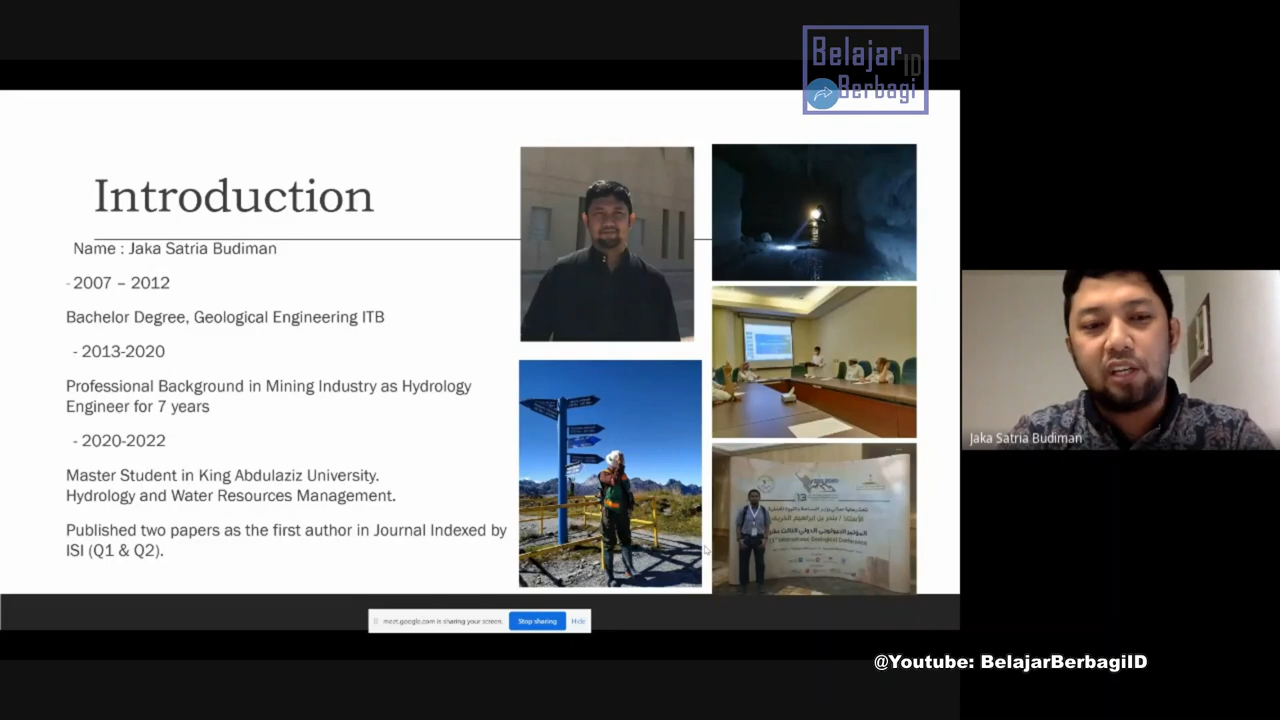 Belajar
ID
Berbagi
Introduction
Name : Jaka Satria Budiman
- 2007 – 2012
Bachelor Degree, Geological Engineering ITB
- 2013-2020
Professional Background in Mining Industry as Hydrology
Engineer for 7 years
- 2020-2022
Master Student in King Abdulaziz University.
Hydrology and Water Resources Management.
Published two papers as the first author in Journal Indexed by
ISI (Q1 & Q2).
Jaka Satria Budiman
meet.google.com is sharing your screen.
Stop sharing
Hide
@Youtube: BelajarBerbagiID